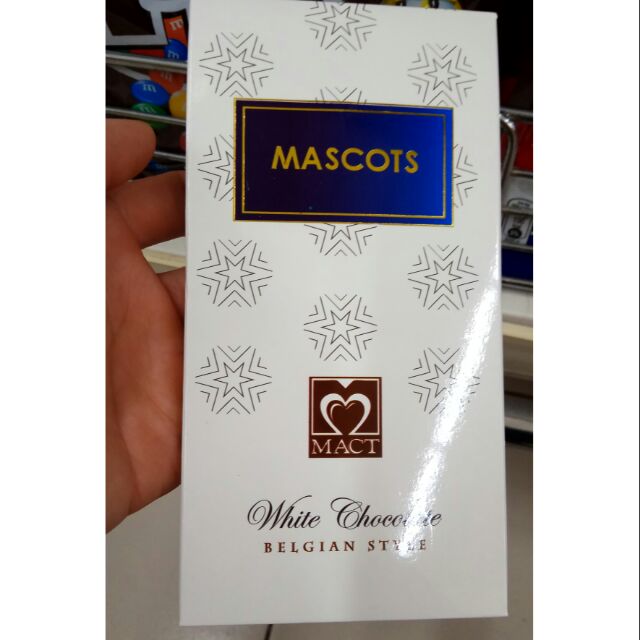 MASCOTS
MACT
White Chocolate
BELGIAN STYLE